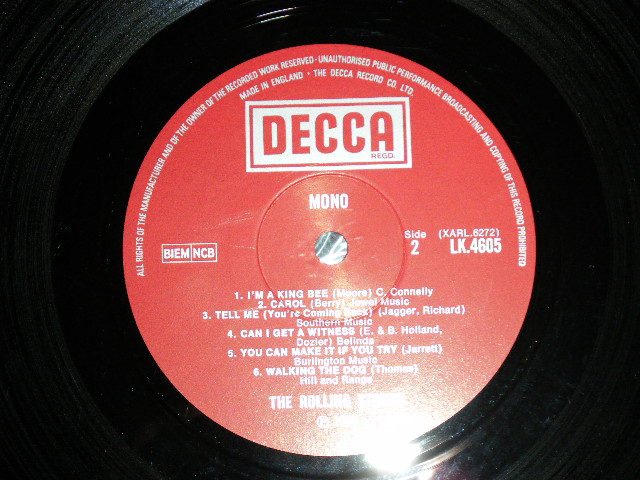 ALL RIGHTS OF THE MANUFACTURER AND OF THE OWNER OF THE RECORDED WORK RESERVED · UNAUTHORISED PUBLIC PERFORMANCE BROADCASTING AND COPYING OF THIS RECORD PROHIBITED
MADE IN ENGLAND · THE DECCA RECORD CO. LTD.
DECCA
REGD.
MONO
BIEM NCB
Side 2
(XARL.6272)
LK.4605
1. I'M A KING BEE (Moore) C. Connelly
2. CAROL (Berry) Jewel Music
3. TELL ME (You're Coming Back) (Jagger, Richard)
Southern Music
4. CAN I GET A WITNESS (E. & B. Holland,
Dozier) Belinda
5. YOU CAN MAKE IT IF YOU TRY (Jarrett)
Burlington Music
6. WALKING THE DOG (Thomas)
Hill and Range
THE ROLLING
℗